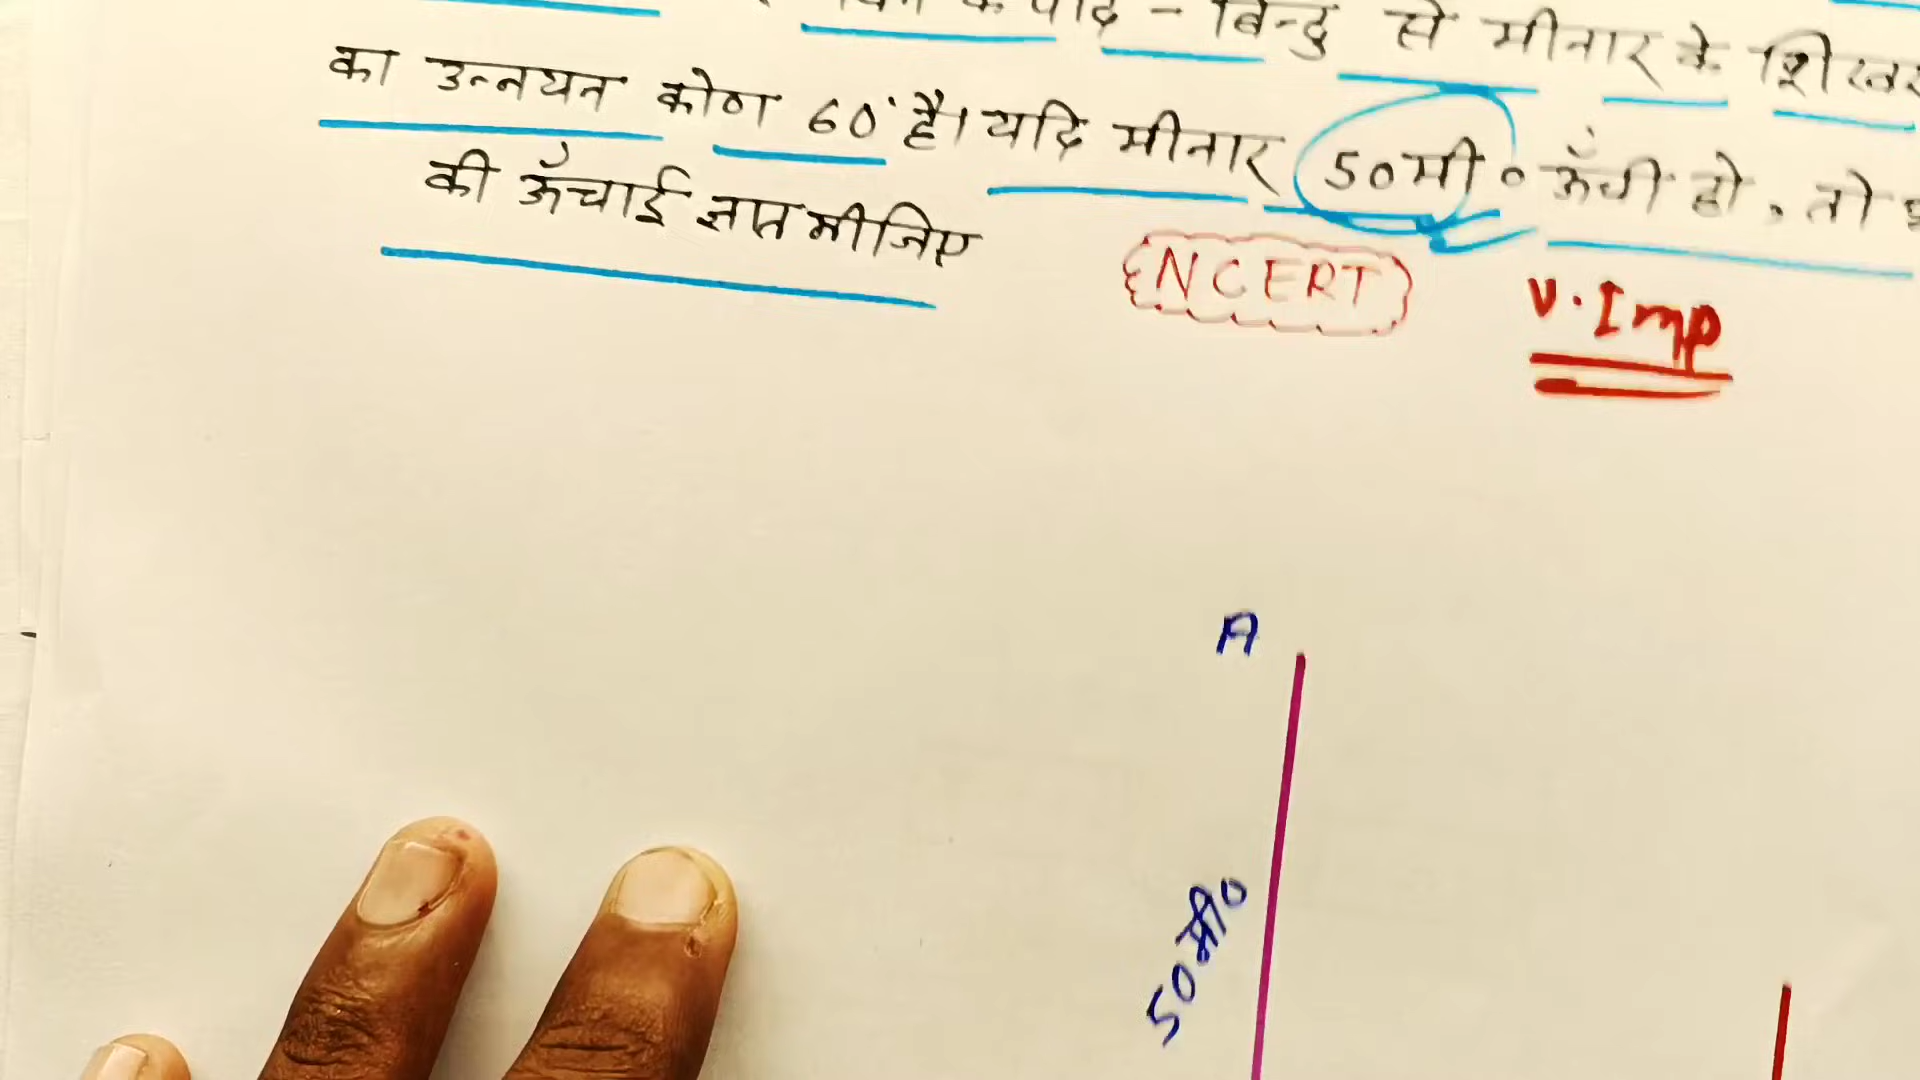 के पाद - बिन्दु से मीनार के शिखर
का उन्नयन कोण 60° है। यदि मीनार 50मी० ऊँची हो, तो
की ऊँचाई ज्ञात कीजिए
NCERT
V. Imp
A
50मी०